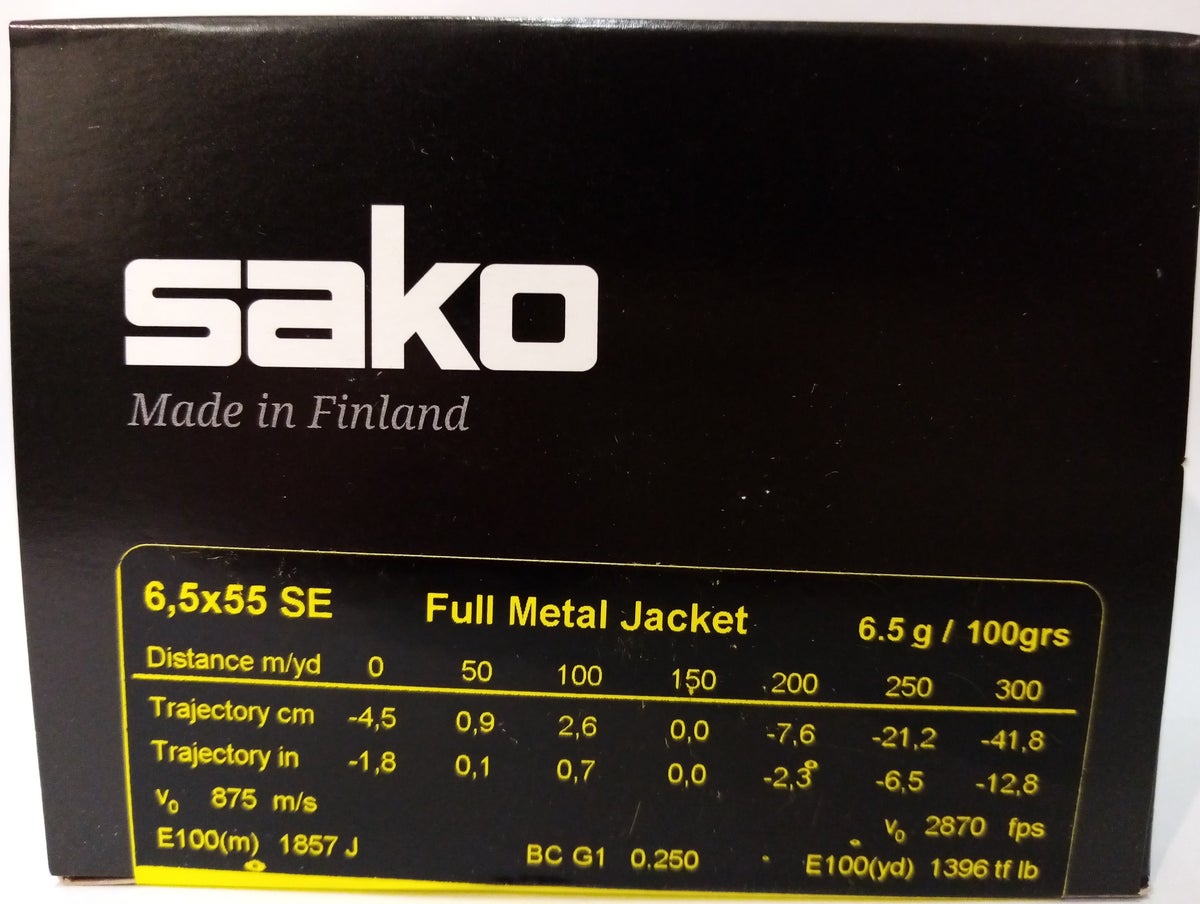 sako
Made in Finland
6,5x55 SE Full Metal Jacket 6.5 g / 100grs
Distance m/yd 0 50 100 150 200 250 300
Trajectory cm -4,5 0,9 2,6 0,0 -7,6 -21,2 -41,8
Trajectory in -1,8 0,1 0,7 0,0 -2,3 -6,5 -12,8
v0 875 m/s v0 2870 fps
E100(m) 1857 J BC G1 0.250 E100(yd) 1396 tf lb